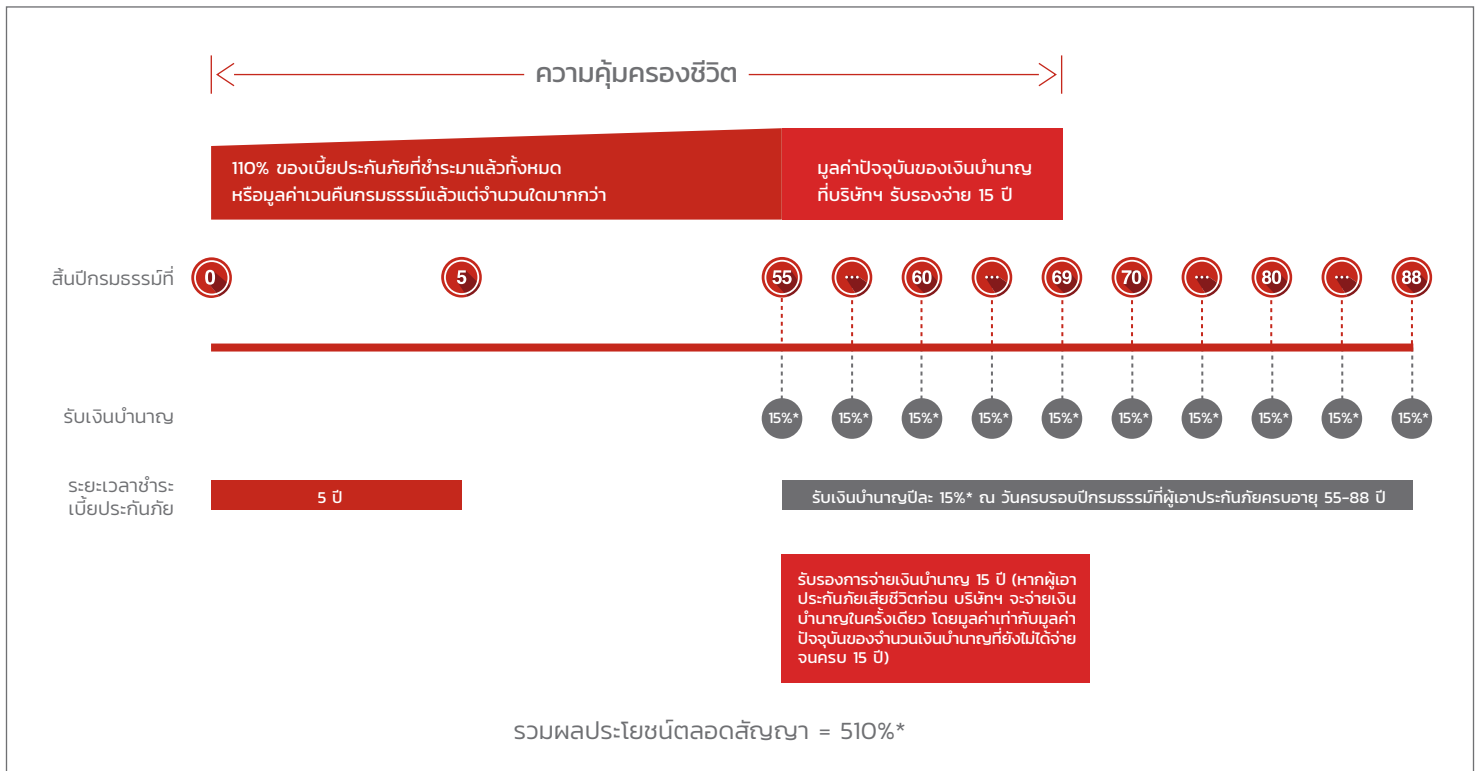 ความคุ้มครองชีวิต
110% ของเบี้ยประกันภัยที่ชำระมาแล้วทั้งหมด
หรือมูลค่าเวนคืนกรมธรรม์แล้วแต่จำนวนใดมากกว่า
มูลค่าปัจจุบันของเงินบำนาญ
ที่บริษัทฯ รับรองจ่าย 15 ปี
สิ้นปีกรมธรรม์ที่ 0 5 55 ... 60 ... 69 70 ... 80 ... 88
รับเงินบำนาญ 15%* 15%* 15%* 15%* 15%* 15%* 15%* 15%* 15%* 15%*
ระยะเวลาชำระ
เบี้ยประกันภัย
5 ปี
รับเงินบำนาญปีละ 15%* ณ วันครบรอบปีกรมธรรม์ที่ผู้เอาประกันภัยครบอายุ 55-88 ปี
รับรองการจ่ายเงินบำนาญ 15 ปี (หากผู้เอา
ประกันภัยเสียชีวิตก่อน บริษัทฯ จะจ่ายเงิน
บำนาญในครั้งเดียว โดยมูลค่าเท่ากับมูลค่า
ปัจจุบันของจำนวนเงินบำนาญที่ยังไม่ได้จ่าย
จนครบ 15 ปี)
รวมผลประโยชน์ตลอดสัญญา = 510%*